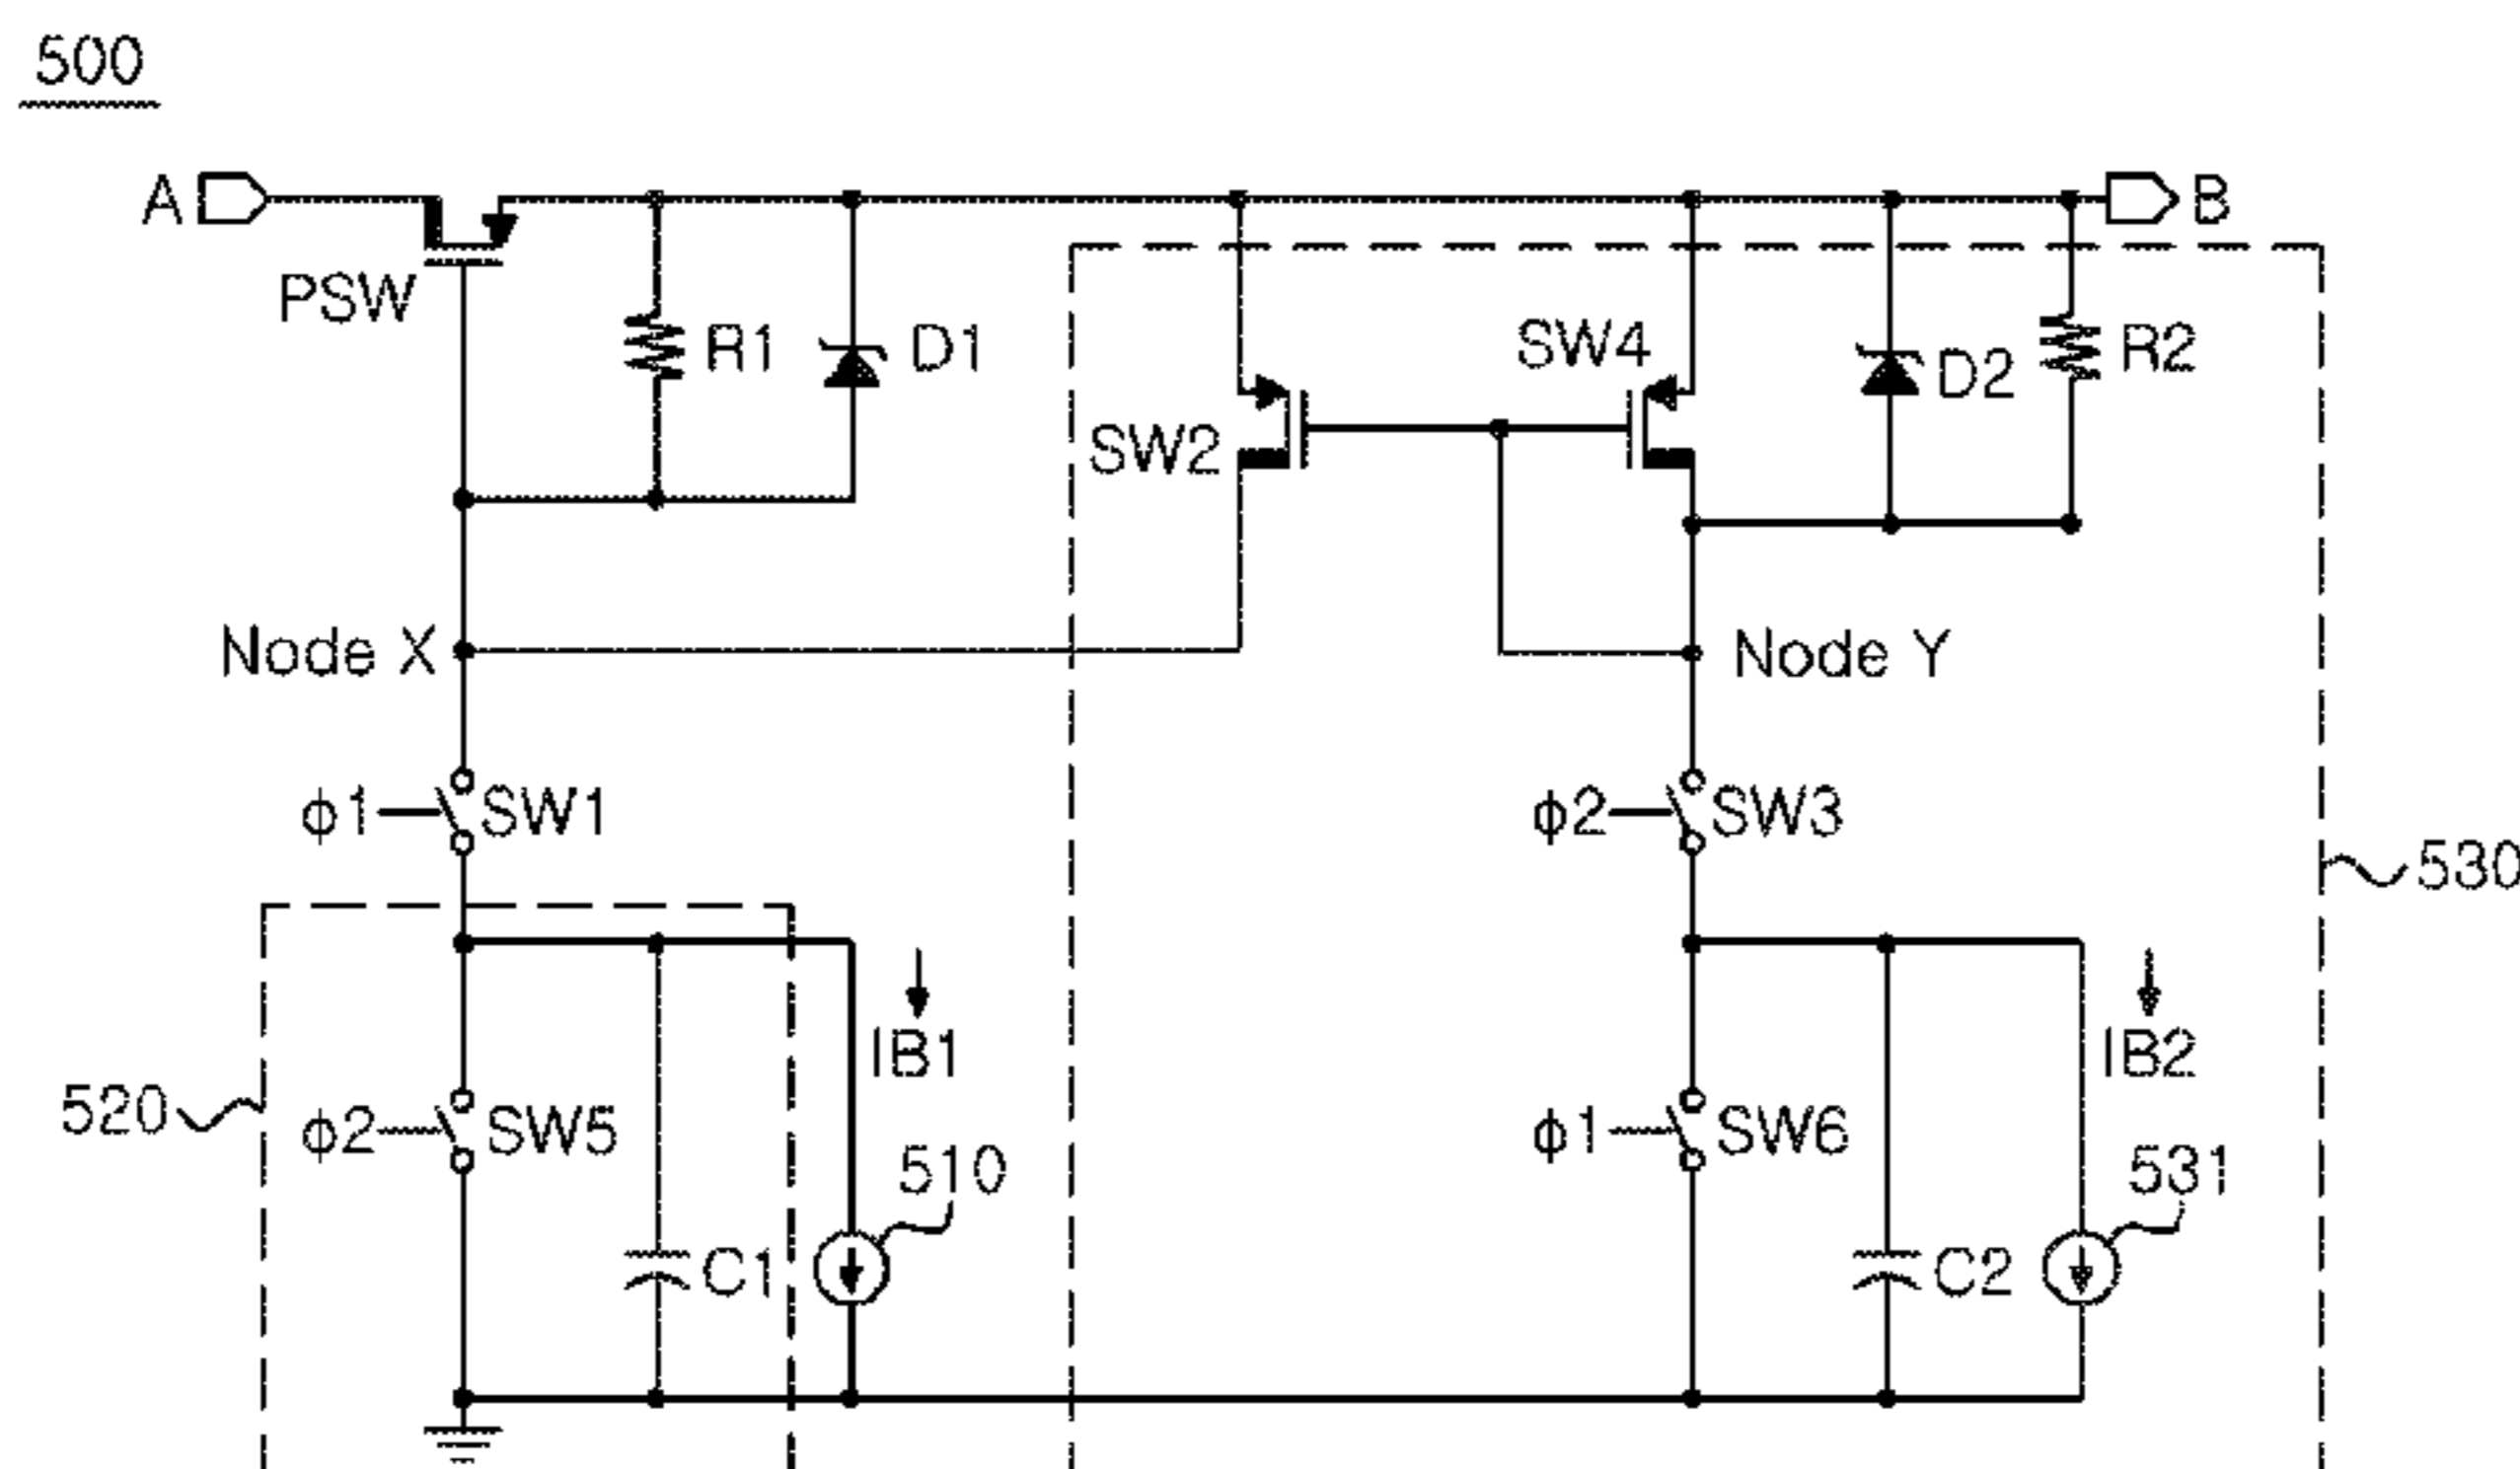 500
A
B
PSW
R1
D1
SW4
D2
R2
SW2
Node X
Node Y
ϕ1
SW1
ϕ2
SW3
530
IB1
IB2
520
ϕ2
SW5
510
ϕ1
SW6
531
C1
C2